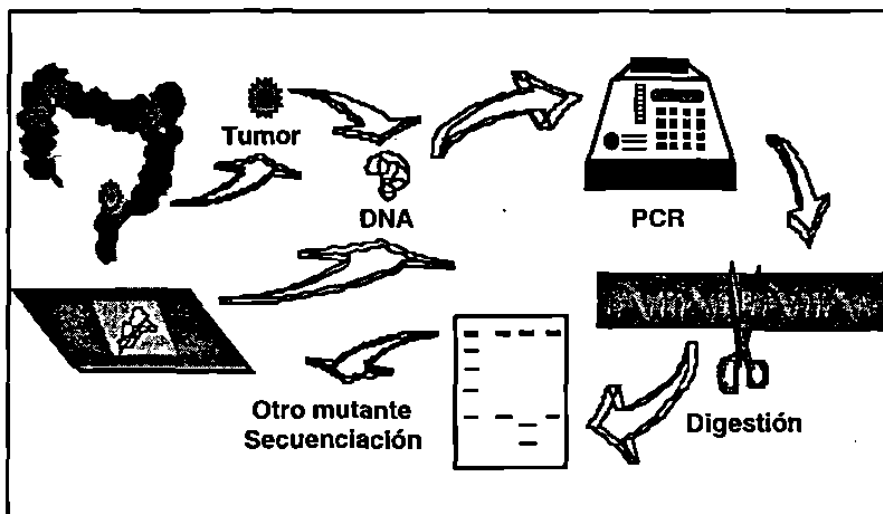 Tumor
DNA
PCR
Digestión
Otro mutante
Secuenciación